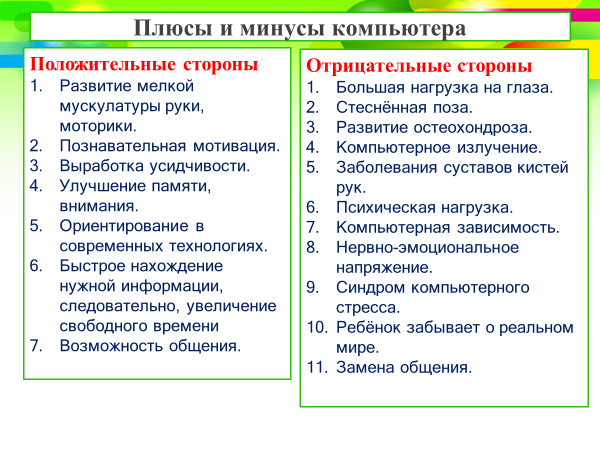 Плюсы и минусы компьютера
Положительные стороны
1. Развитие мелкой
мускулатуры руки,
моторики.
2. Познавательная мотивация.
3. Выработка усидчивости.
4. Улучшение памяти,
внимания.
5. Ориентирование в
современных технологиях.
6. Быстрое нахождение
нужной информации,
следовательно, увеличение
свободного времени
7. Возможность общения.
Отрицательные стороны
1. Большая нагрузка на глаза.
2. Стеснённая поза.
3. Развитие остеохондроза.
4. Компьютерное излучение.
5. Заболевания суставов кистей
рук.
6. Психическая нагрузка.
7. Компьютерная зависимость.
8. Нервно-эмоциональное
напряжение.
9. Синдром компьютерного
стресса.
10. Ребёнок забывает о реальном
мире.
11. Замена общения.